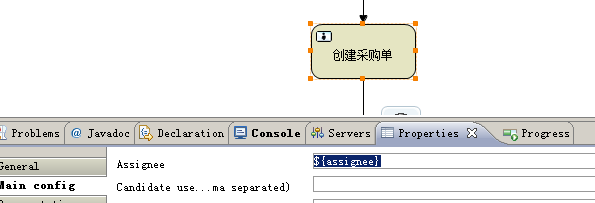 创建采购单
Problems @ Javadoc Declaration Console Servers Properties Progress
General
Assignee ${assignee}
Main config
Candidate use...ma separated)